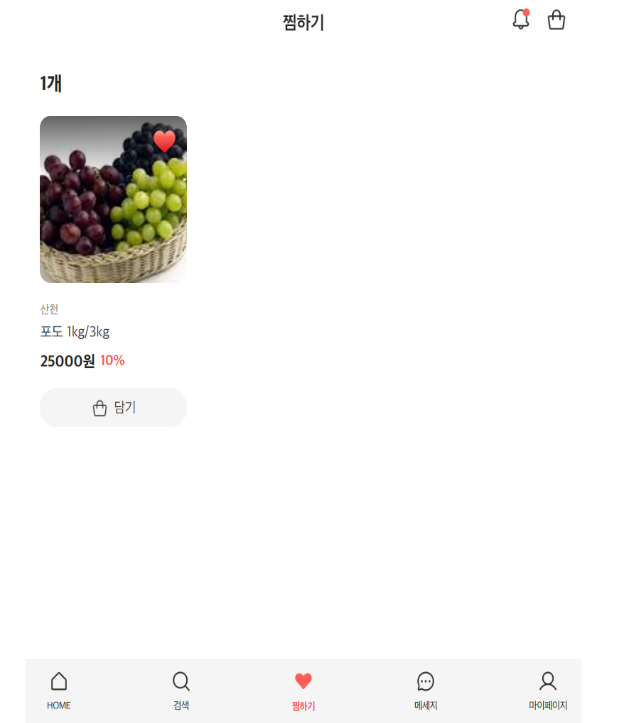 찜하기
1개
산천
포도 1kg/3kg
25000원 10%
담기
HOME 검색 찜하기 메세지 마이페이지